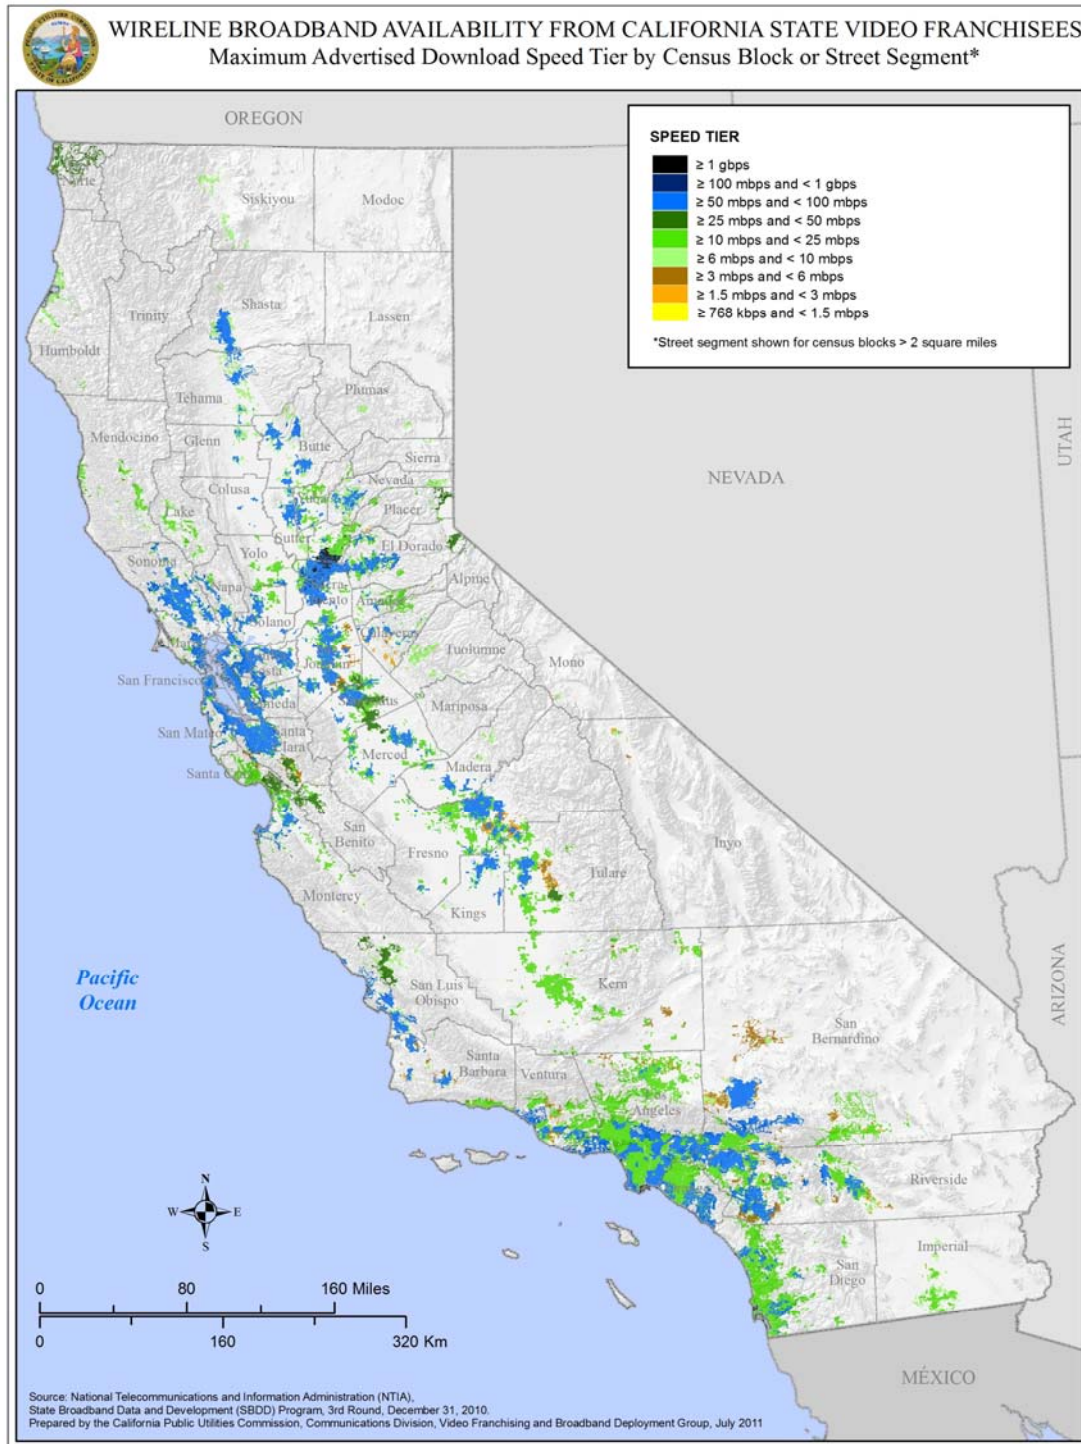 WIRELINE BROADBAND AVAILABILITY FROM CALIFORNIA STATE VIDEO FRANCHISEES
Maximum Advertised Download Speed Tier by Census Block or Street Segment*
OREGON
SPEED TIER
≥ 1 gbps
≥ 100 mbps and < 1 gbps
≥ 50 mbps and < 100 mbps
≥ 25 mbps and < 50 mbps
≥ 10 mbps and < 25 mbps
≥ 6 mbps and < 10 mbps
≥ 3 mbps and < 6 mbps
≥ 1.5 mbps and < 3 mbps
≥ 768 kbps and < 1.5 mbps
*Street segment shown for census blocks > 2 square miles
Siskiyou
Modoc
Shasta
Trinity
Lassen
Humboldt
Tehama
Plumas
Mendocino
Glenn
Butte
Sierra
Nevada
Colusa
Placer
Lake
Sutter
El Dorado
Yolo
Sonoma
Napa
Alpine
Amador
Solano
Calaveras
Tuolumne
Mono
San Francisco
Mariposa
San Mateo
Santa Clara
Merced
Madera
San Benito
Fresno
Inyo
Tulare
Monterey
Kings
Kern
San Luis Obispo
San Bernardino
Santa Barbara
Ventura
Angeles
Riverside
Imperial
San Diego
NEVADA
UTAH
ARIZONA
MÉXICO
Pacific
Ocean
N
W
E
S
0
80
160 Miles
0
160
320 Km
Source: National Telecommunications and Information Administration (NTIA),
State Broadband Data and Development (SBDD) Program, 3rd Round, December 31, 2010.
Prepared by the California Public Utilities Commission, Communications Division, Video Franchising and Broadband Deployment Group, July 2011